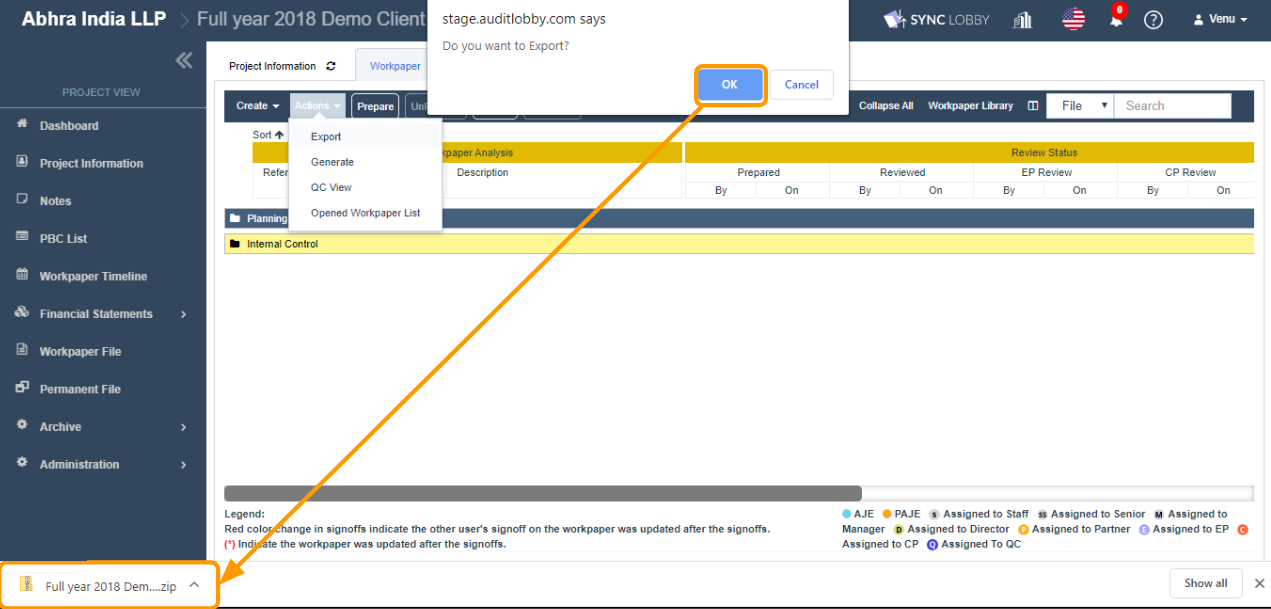 Abhra India LLP > Full year 2018 Demo Client
stage.auditlobby.com says
Do you want to Export?
OK
Cancel
SYNC LOBBY
0
Venu
Project Information
Workpaper
PROJECT VIEW
Dashboard
Project Information
Notes
PBC List
Workpaper Timeline
Financial Statements
Workpaper File
Permanent File
Archive
Administration
Create Actions Prepare
Collapse All Workpaper Library File Search
Sort
Export
Generate
QC View
Opened Workpaper List
Analysis Review Status
Description Prepared Reviewed EP Review CP Review
By On By On By On By On
Planning
Internal Control
Legend:
Red color change in signoffs indicate the other user's signoff on the workpaper was updated after the signoffs.
(*) Indicate the workpaper was updated after the signoffs.
AJE PAJE S Assigned to Staff SS Assigned to Senior M Assigned to
Manager D Assigned to Director P Assigned to Partner E Assigned to EP C
Assigned to CP Q Assigned To QC
Full year 2018 Dem....zip
Show all